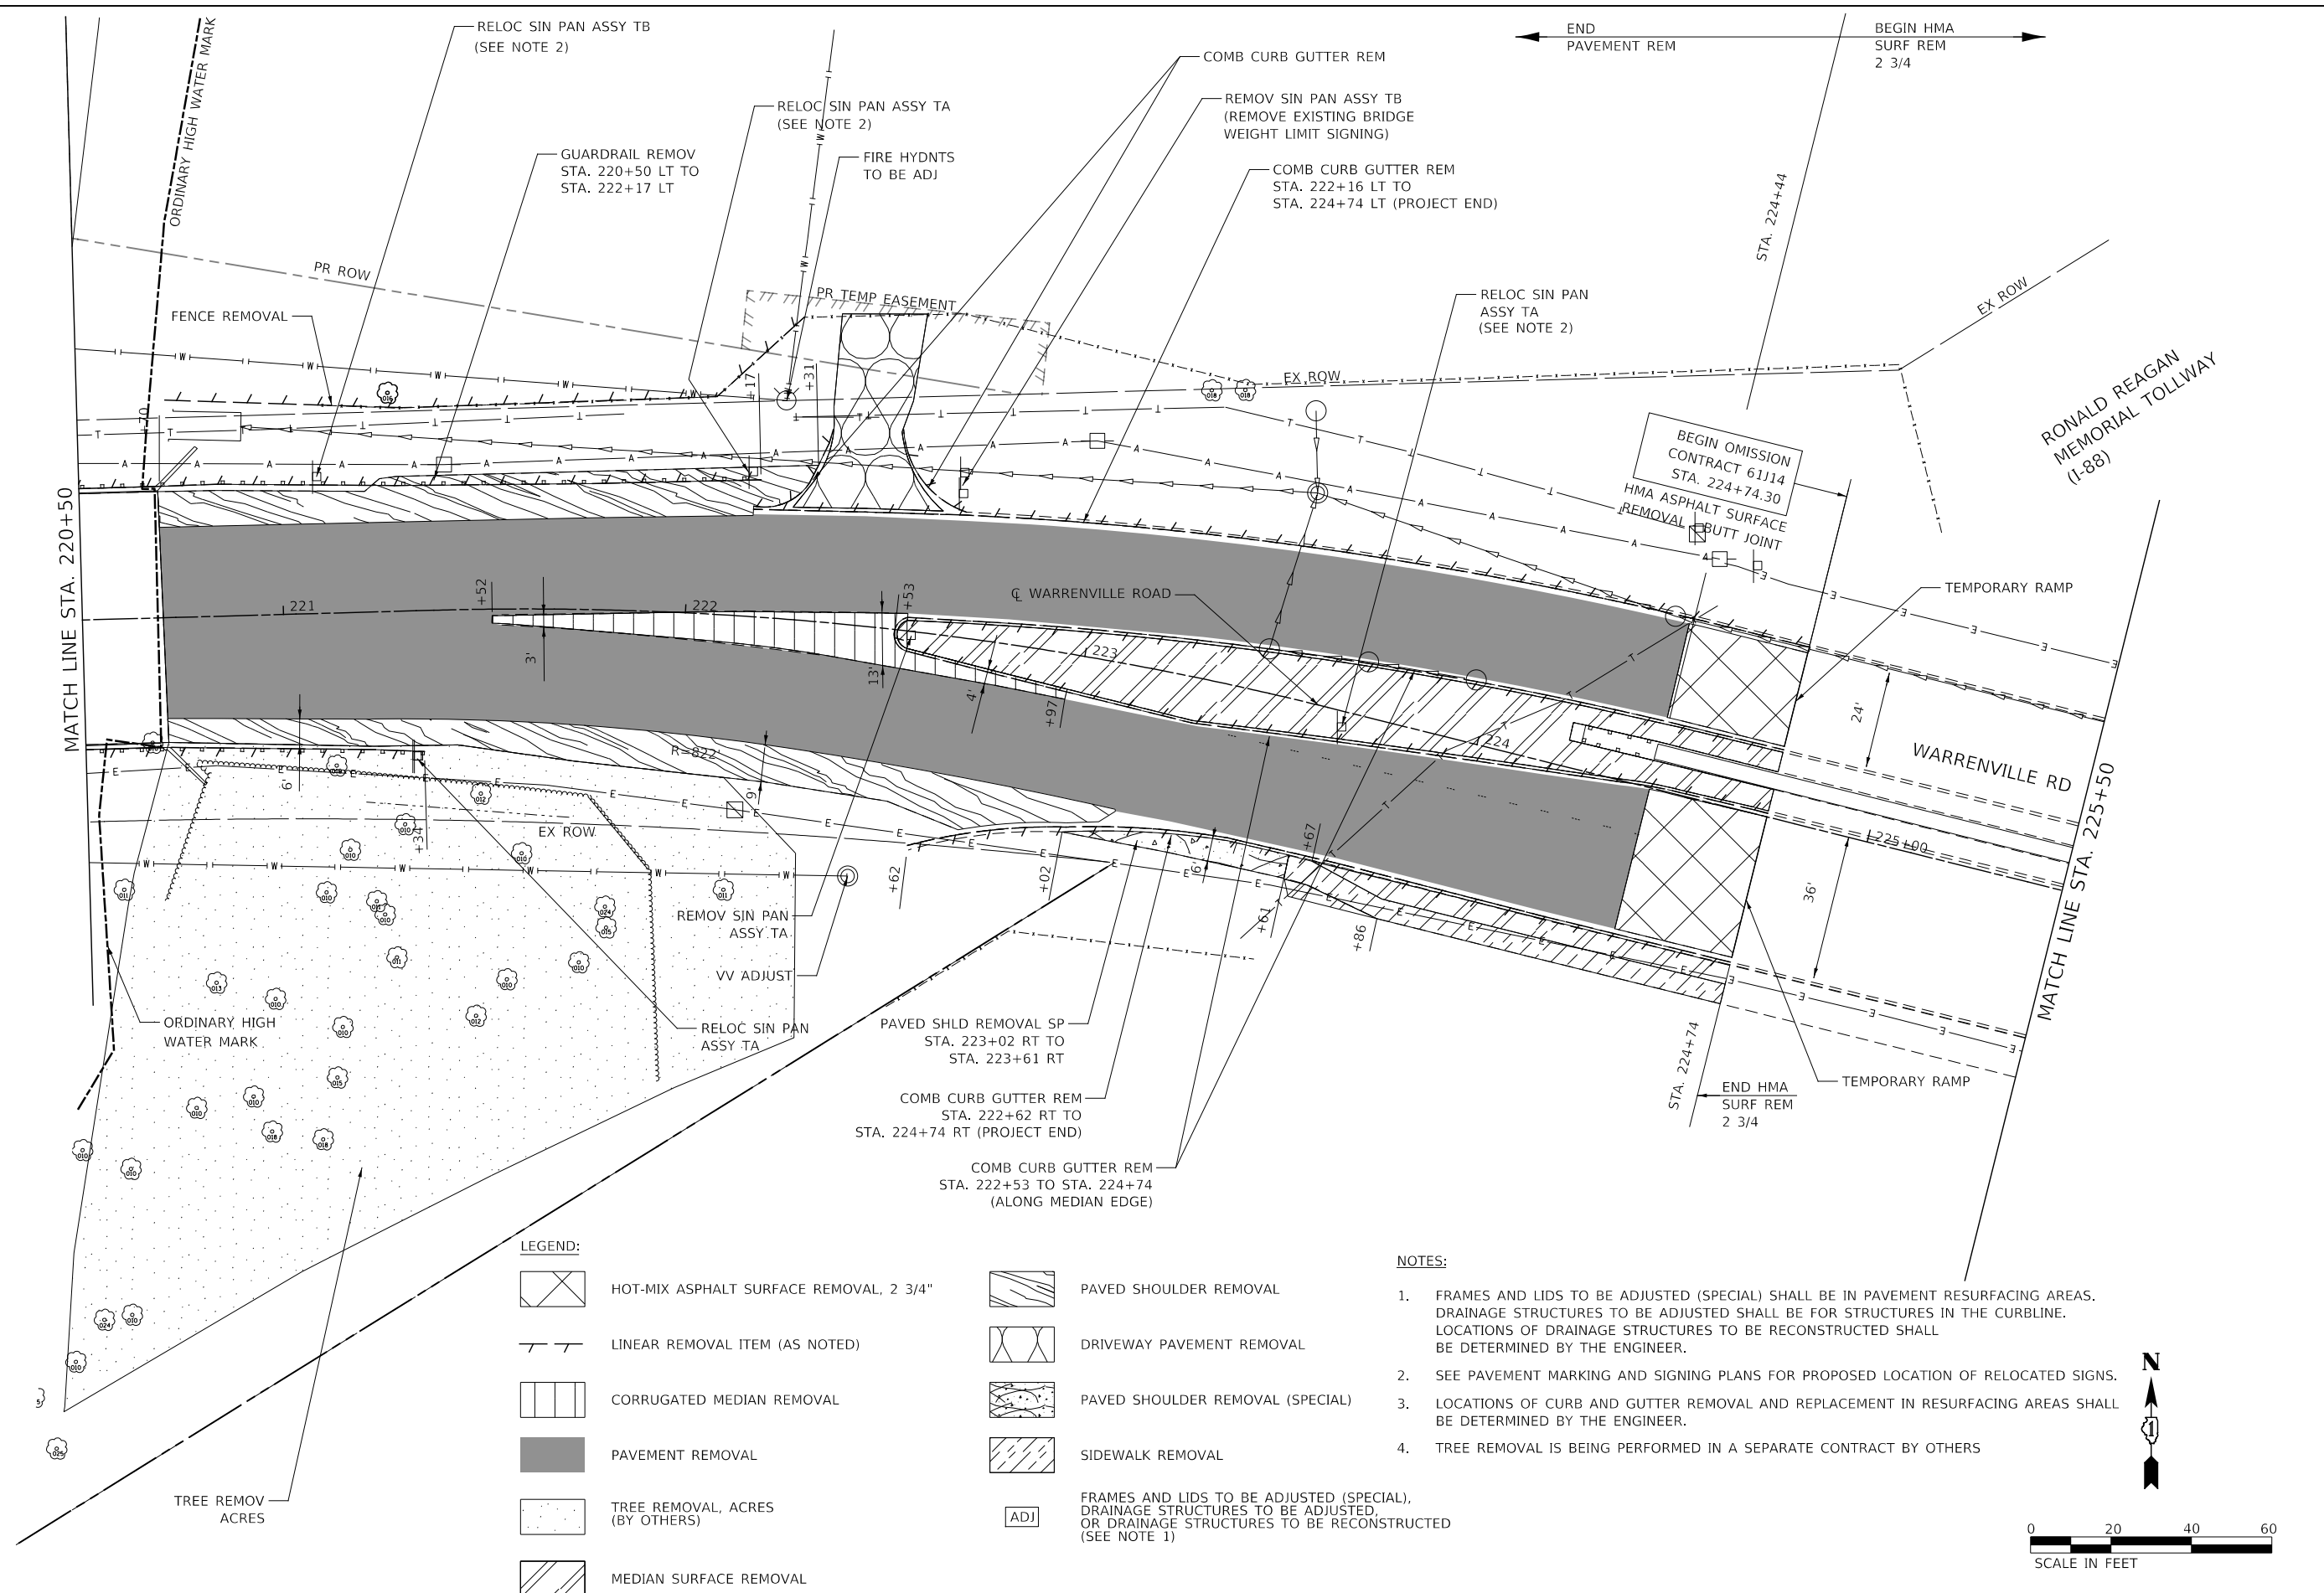 RELOC SIN PAN ASSY TB
(SEE NOTE 2)
ORDINARY HIGH WATER MARK
RELOC SIN PAN ASSY TA
(SEE NOTE 2)
GUARDRAIL REMOV
STA. 220+50 LT TO
STA. 222+17 LT
FIRE HYDNTS
TO BE ADJ
COMB CURB GUTTER REM
REMOV SIN PAN ASSY TB
(REMOVE EXISTING BRIDGE
WEIGHT LIMIT SIGNING)
COMB CURB GUTTER REM
STA. 222+16 LT TO
STA. 224+74 LT (PROJECT END)
END
PAVEMENT REM
BEGIN HMA
SURF REM
2 3/4
STA. 224+44
PR ROW
FENCE REMOVAL
PR TEMP EASEMENT
RELOC SIN PAN
ASSY TA
(SEE NOTE 2)
EX ROW
EX ROW
RONALD REAGAN
MEMORIAL TOLLWAY
(I-88)
BEGIN OMISSION
CONTRACT 61J14
STA. 224+74.30
HMA ASPHALT SURFACE
REMOVAL BUTT JOINT
+17
+31
MATCH LINE STA. 220+50
221
+52
222
+53
℄ WARRENVILLE ROAD
TEMPORARY RAMP
3'
13'
4'
+97
223
224
24'
WARRENVILLE RD
225+00
36'
MATCH LINE STA. 225+50
6'
R=822'
9'
+34
EX ROW
+62
+02
6'
+67
+61
+86
REMOV SIN PAN
ASSY TA
VV ADJUST
ORDINARY HIGH
WATER MARK
RELOC SIN PAN
ASSY TA
PAVED SHLD REMOVAL SP
STA. 223+02 RT TO
STA. 223+61 RT
COMB CURB GUTTER REM
STA. 222+62 RT TO
STA. 224+74 RT (PROJECT END)
COMB CURB GUTTER REM
STA. 222+53 TO STA. 224+74
(ALONG MEDIAN EDGE)
STA. 224+74
END HMA
SURF REM
2 3/4
TEMPORARY RAMP
TREE REMOV
ACRES
LEGEND:
HOT-MIX ASPHALT SURFACE REMOVAL, 2 3/4"
LINEAR REMOVAL ITEM (AS NOTED)
CORRUGATED MEDIAN REMOVAL
PAVEMENT REMOVAL
TREE REMOVAL, ACRES
(BY OTHERS)
MEDIAN SURFACE REMOVAL
PAVED SHOULDER REMOVAL
DRIVEWAY PAVEMENT REMOVAL
PAVED SHOULDER REMOVAL (SPECIAL)
SIDEWALK REMOVAL
ADJ
FRAMES AND LIDS TO BE ADJUSTED (SPECIAL),
DRAINAGE STRUCTURES TO BE ADJUSTED,
OR DRAINAGE STRUCTURES TO BE RECONSTRUCTED
(SEE NOTE 1)
NOTES:
1. FRAMES AND LIDS TO BE ADJUSTED (SPECIAL) SHALL BE IN PAVEMENT RESURFACING AREAS.
DRAINAGE STRUCTURES TO BE ADJUSTED SHALL BE FOR STRUCTURES IN THE CURBLINE.
LOCATIONS OF DRAINAGE STRUCTURES TO BE RECONSTRUCTED SHALL
BE DETERMINED BY THE ENGINEER.
2. SEE PAVEMENT MARKING AND SIGNING PLANS FOR PROPOSED LOCATION OF RELOCATED SIGNS.
3. LOCATIONS OF CURB AND GUTTER REMOVAL AND REPLACEMENT IN RESURFACING AREAS SHALL
BE DETERMINED BY THE ENGINEER.
4. TREE REMOVAL IS BEING PERFORMED IN A SEPARATE CONTRACT BY OTHERS
N
0 20 40 60
SCALE IN FEET